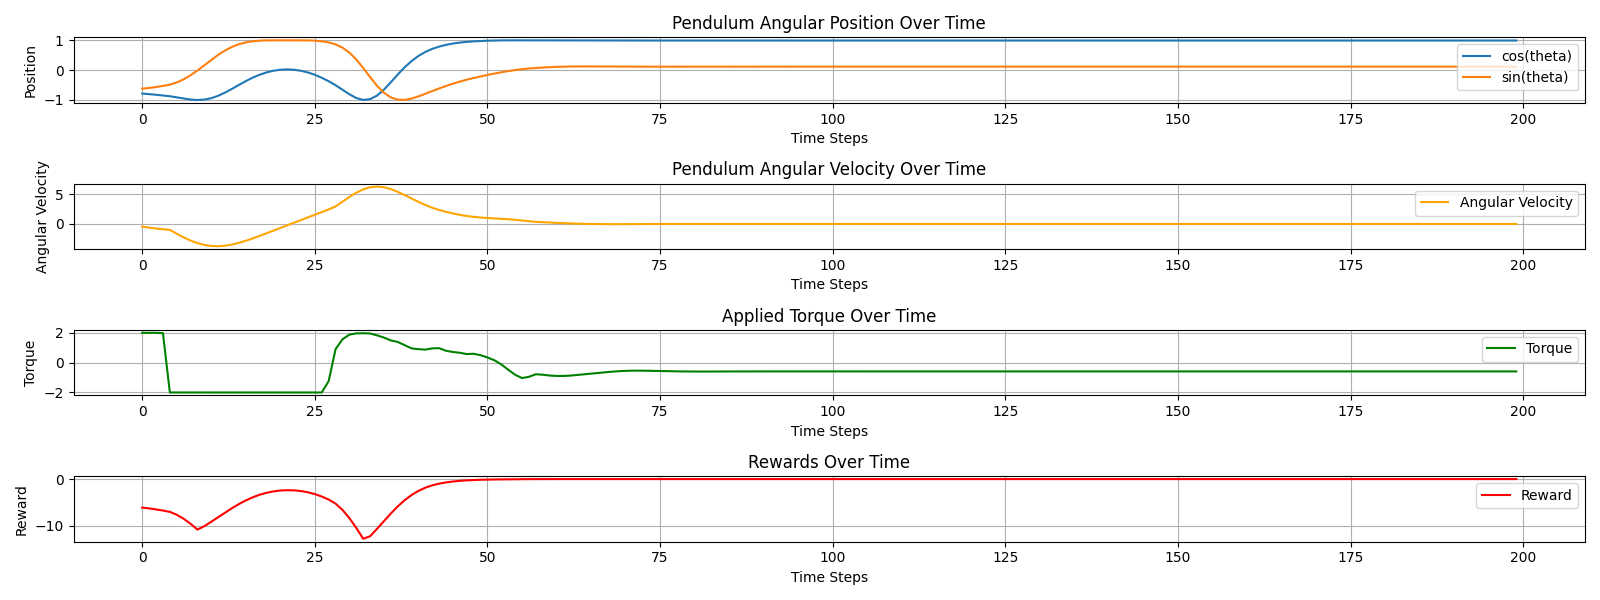 Pendulum Angular Position Over Time
Position
1
0
−1
cos(theta)
sin(theta)
0 25 50 75 100 125 150 175 200
Time Steps
Pendulum Angular Velocity Over Time
Angular Velocity
5
0
Angular Velocity
0 25 50 75 100 125 150 175 200
Time Steps
Applied Torque Over Time
Torque
2
0
−2
Torque
0 25 50 75 100 125 150 175 200
Time Steps
Rewards Over Time
Reward
0
−10
Reward
0 25 50 75 100 125 150 175 200
Time Steps